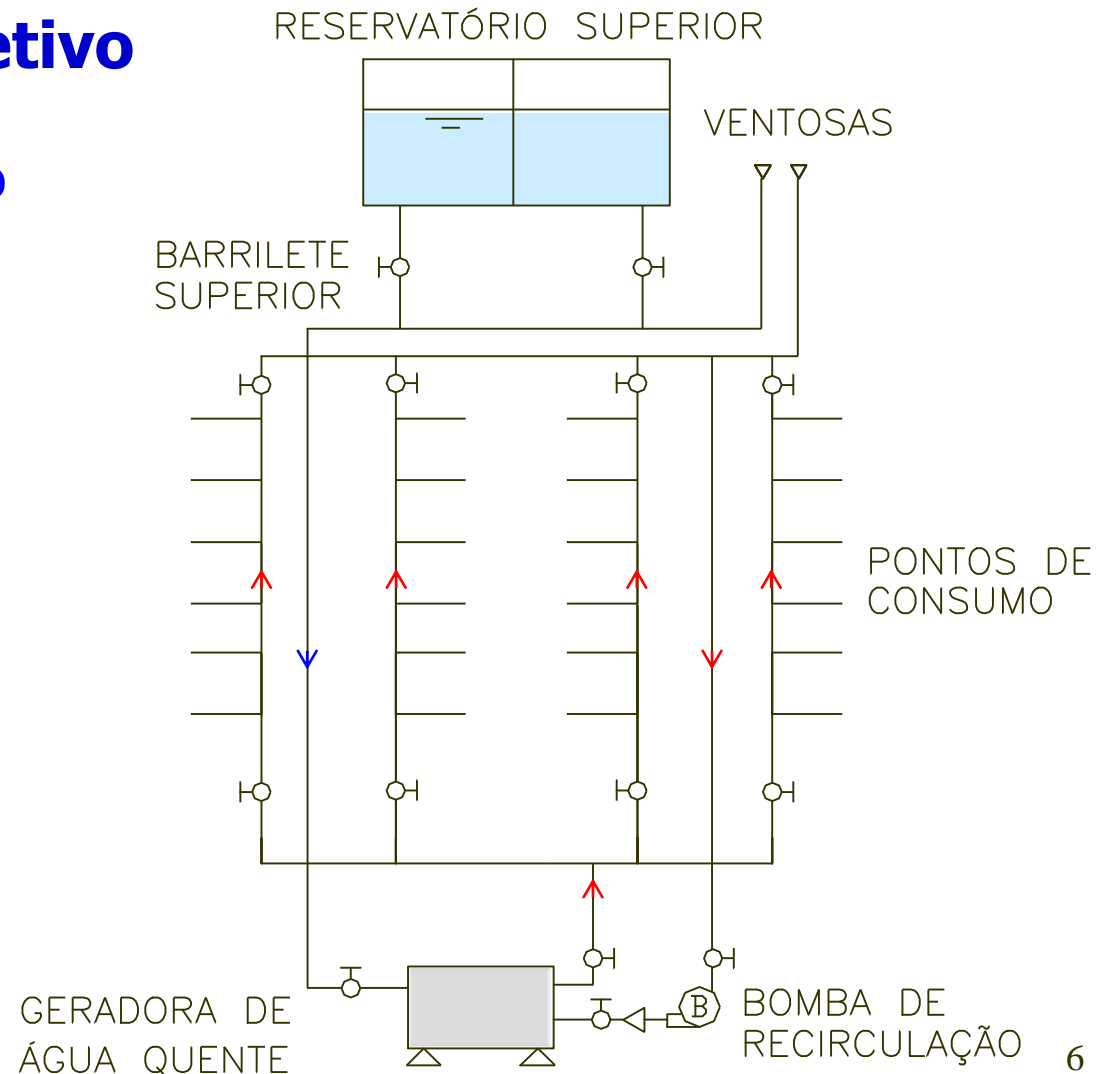 etivo
o
RESERVATÓRIO SUPERIOR
VENTOSAS
BARRILETE
SUPERIOR
PONTOS DE
CONSUMO
GERADORA DE
ÁGUA QUENTE
B
BOMBA DE
RECIRCULAÇÃO
6